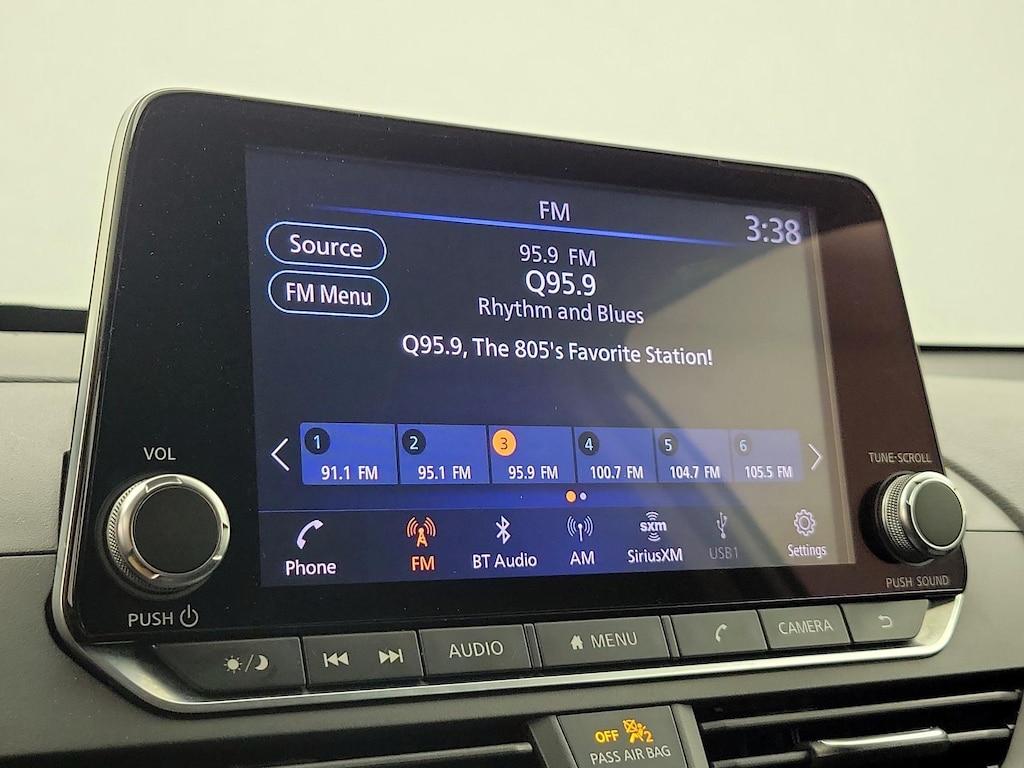 FM
3:38
Source
95.9 FM
Q95.9
FM Menu
Rhythm and Blues
Q95.9, The 805's Favorite Station!
1 2 3 4 5 6
91.1 FM 95.1 FM 95.9 FM 100.7 FM 104.7 FM 105.5 FM
VOL
TUNE·SCROLL
Phone FM BT Audio AM sxm SiriusXM USB1 Settings
PUSH
PUSH SOUND
AUDIO MENU CAMERA
OFF 2
PASS AIR BAG